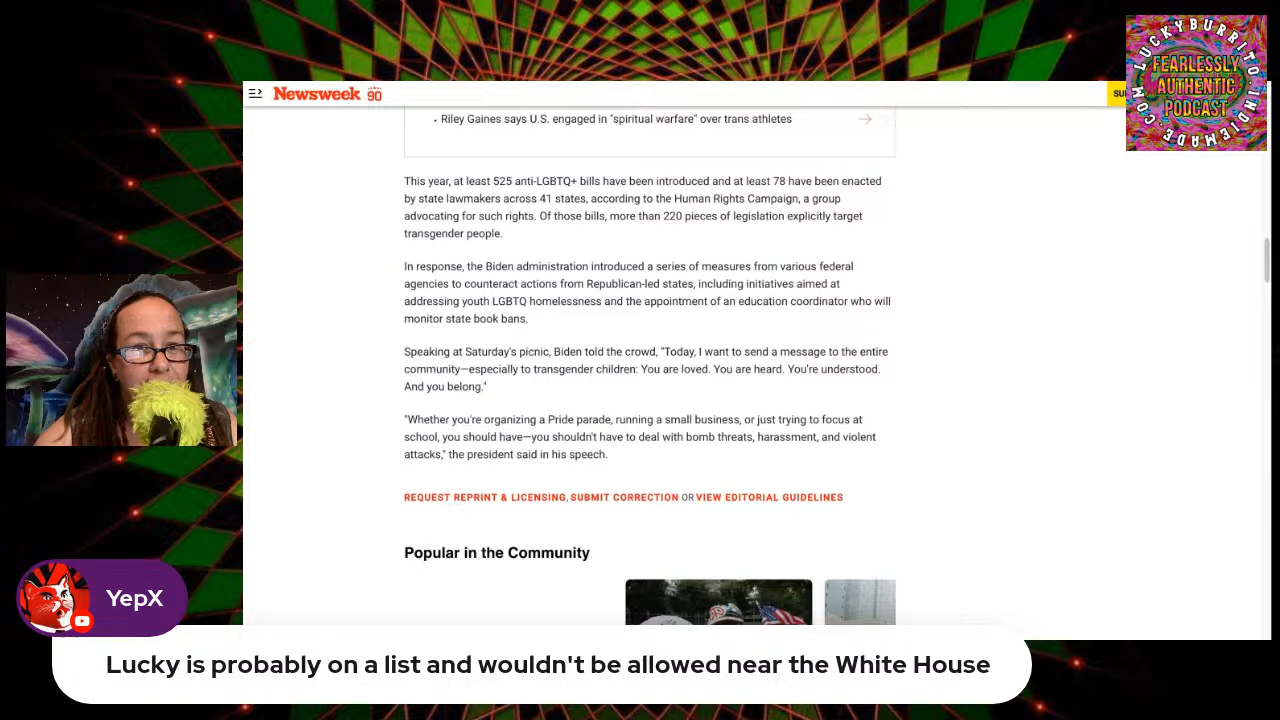 Newsweek 90
SU
LUCKYBURRITO.INDIEMADE.COM
FEARLESSLY
AUTHENTIC
PODCAST
• Riley Gaines says U.S. engaged in "spiritual warfare" over trans athletes
This year, at least 525 anti-LGBTQ+ bills have been introduced and at least 78 have been enacted
by state lawmakers across 41 states, according to the Human Rights Campaign, a group
advocating for such rights. Of those bills, more than 220 pieces of legislation explicitly target
transgender people.
In response, the Biden administration introduced a series of measures from various federal
agencies to counteract actions from Republican-led states, including initiatives aimed at
addressing youth LGBTQ homelessness and the appointment of an education coordinator who will
monitor state book bans.
Speaking at Saturday's picnic, Biden told the crowd, "Today, I want to send a message to the entire
community—especially to transgender children: You are loved. You are heard. You're understood.
And you belong."
"Whether you're organizing a Pride parade, running a small business, or just trying to focus at
school, you should have—you shouldn't have to deal with bomb threats, harassment, and violent
attacks," the president said in his speech.
REQUEST REPRINT & LICENSING, SUBMIT CORRECTION OR VIEW EDITORIAL GUIDELINES
Popular in the Community
YepX
Lucky is probably on a list and wouldn't be allowed near the White House